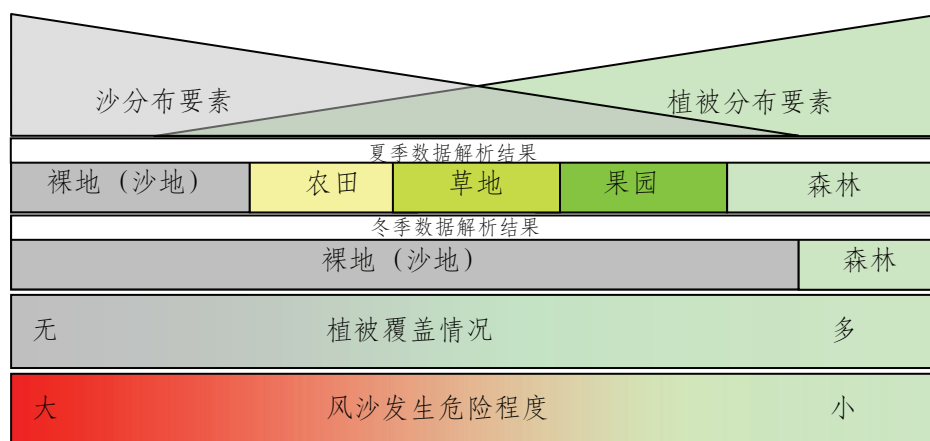 沙分布要素 植被分布要素
夏季数据解析结果
裸地（沙地） 农田 草地 果园 森林
冬季数据解析结果
裸地（沙地） 森林
无 植被覆盖情况 多
大 风沙发生危险程度 小